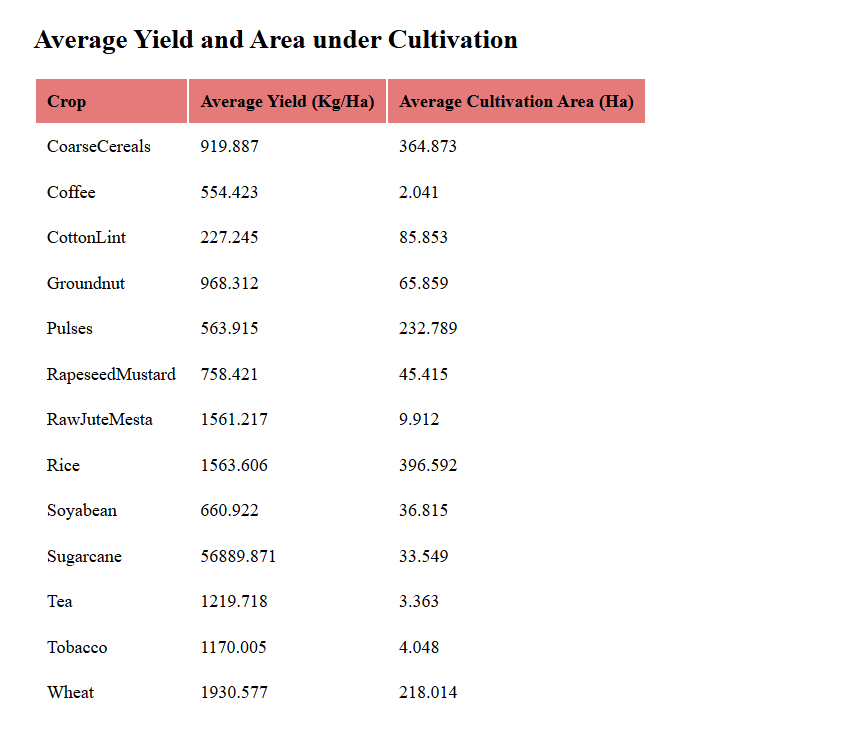 Average Yield and Area under Cultivation
Crop Average Yield (Kg/Ha) Average Cultivation Area (Ha)
CoarseCereals 919.887 364.873
Coffee 554.423 2.041
CottonLint 227.245 85.853
Groundnut 968.312 65.859
Pulses 563.915 232.789
RapeseedMustard 758.421 45.415
RawJuteMesta 1561.217 9.912
Rice 1563.606 396.592
Soyabean 660.922 36.815
Sugarcane 56889.871 33.549
Tea 1219.718 3.363
Tobacco 1170.005 4.048
Wheat 1930.577 218.014